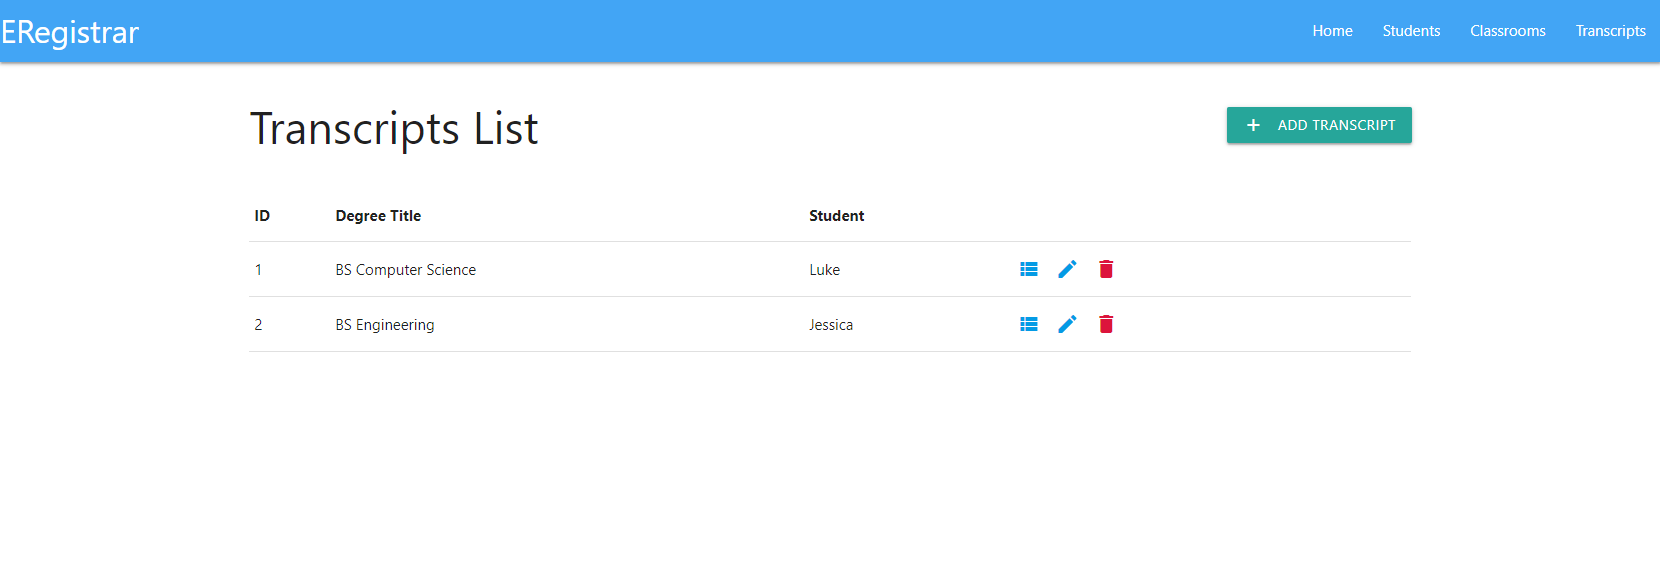 ERegistrar Home Students Classrooms Transcripts
Transcripts List ADD TRANSCRIPT
ID Degree Title Student
1 BS Computer Science Luke
2 BS Engineering Jessica